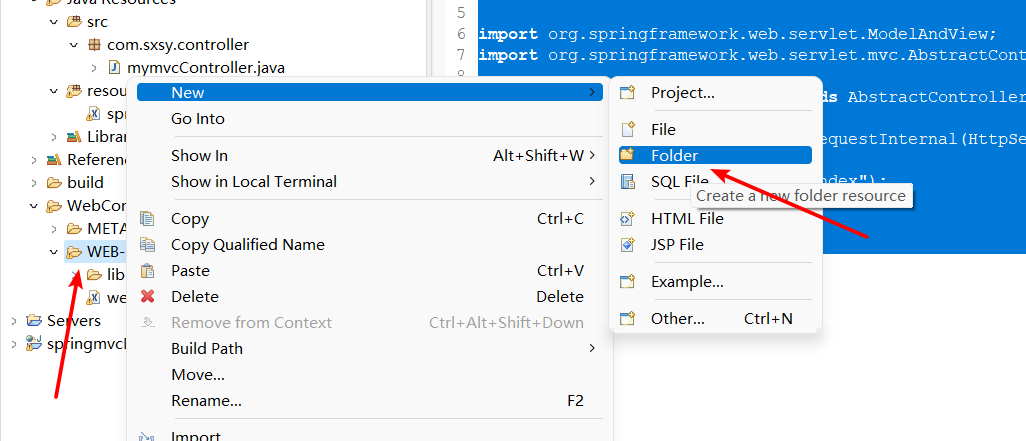 Java Resources
src
com.sxsy.controller
mymvcController.java
resou
sp
Librar
Referenc
build
WebCon
META
WEB-
lib
we
Servers
springmvc
New
Go Into
Show In Alt+Shift+W
Show in Local Terminal
Copy Ctrl+C
Copy Qualified Name
Paste Ctrl+V
Delete Delete
Remove from Context Ctrl+Alt+Shift+Down
Build Path
Move...
Rename... F2
Import
Project...
File
Folder
SQL File
Create a new folder resource
HTML File
JSP File
Example...
Other... Ctrl+N
5
6 import org.springframework.web.servlet.ModelAndView;
7 import org.springframework.web.servlet.mvc.AbstractCont
8
ds AbstractController
equestInternal(HttpSe
ndex");